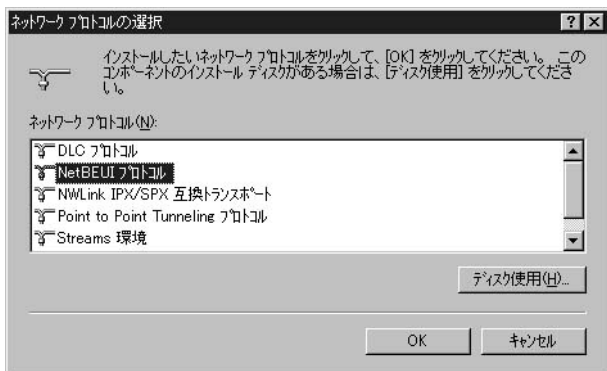 ネットワーク プロトコルの選択
インストールしたいネットワーク プロトコルをクリックして、[OK] をクリックしてください。 この
コンポーネントのインストール ディスクがある場合は、[ディスク使用] をクリックしてくださ
い。
ネットワーク プロトコル(N):
DLC プロトコル
NetBEUI プロトコル
NWLink IPX/SPX 互換トランスポート
Point to Point Tunneling プロトコル
Streams 環境
ディスク使用(H)...
OK
キャンセル